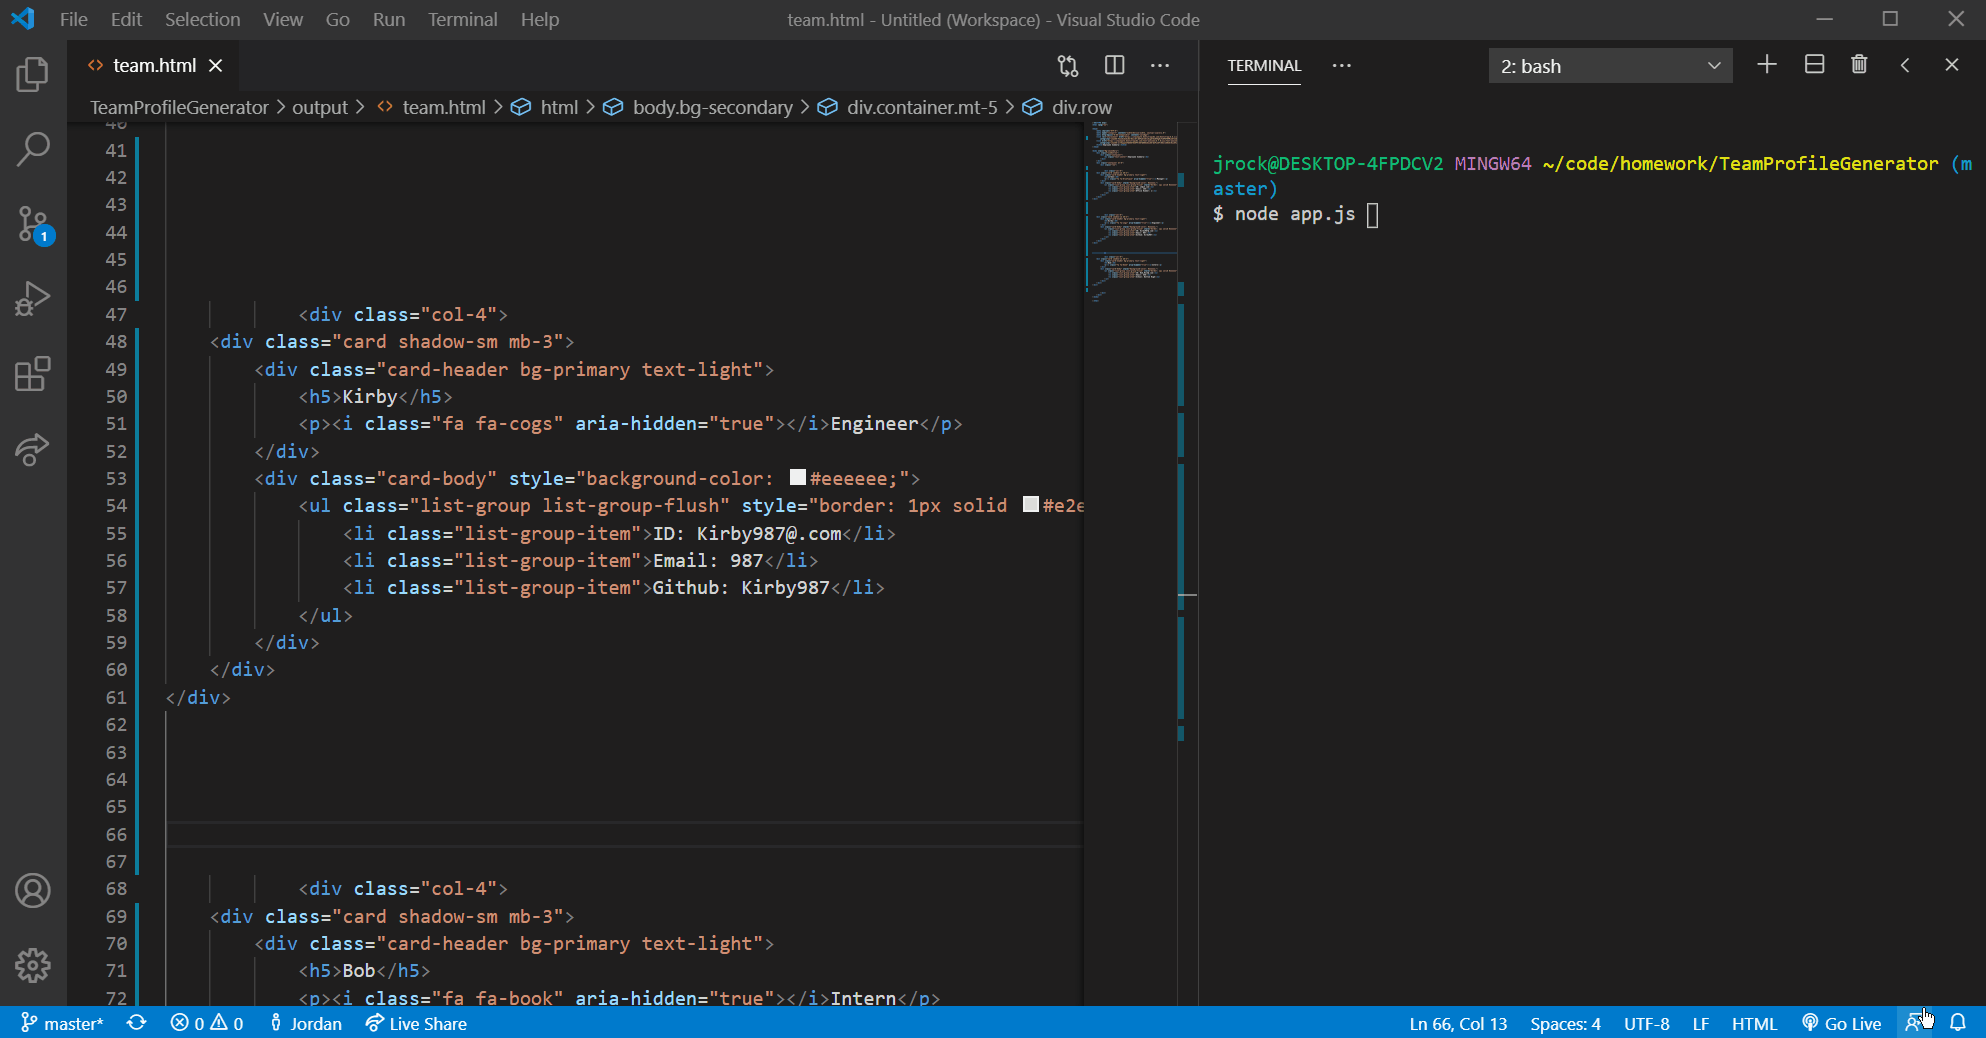 File Edit Selection View Go Run Terminal Help
team.html - Untitled (Workspace) - Visual Studio Code
team.html
TERMINAL
2: bash
TeamProfileGenerator > output > team.html > html > body.bg-secondary > div.container.mt-5 > div.row
40
41
42
43
44
45
46
47 <div class="col-4">
48 <div class="card shadow-sm mb-3">
49 <div class="card-header bg-primary text-light">
50 <h5>Kirby</h5>
51 <p><i class="fa fa-cogs" aria-hidden="true"></i>Engineer</p>
52 </div>
53 <div class="card-body" style="background-color: #eeeeee;">
54 <ul class="list-group list-group-flush" style="border: 1px solid #e2e
55 <li class="list-group-item">ID: Kirby987@.com</li>
56 <li class="list-group-item">Email: 987</li>
57 <li class="list-group-item">Github: Kirby987</li>
58 </ul>
59 </div>
60 </div>
61 </div>
62
63
64
65
66
67
68 <div class="col-4">
69 <div class="card shadow-sm mb-3">
70 <div class="card-header bg-primary text-light">
71 <h5>Bob</h5>
72 <p><i class="fa fa-book" aria-hidden="true"></i>Intern</p>
jrock@DESKTOP-4FPDCV2 MINGW64 ~/code/homework/TeamProfileGenerator (m
aster)
$ node app.js
1
master* 0 0 Jordan Live Share
Ln 66, Col 13 Spaces: 4 UTF-8 LF HTML Go Live